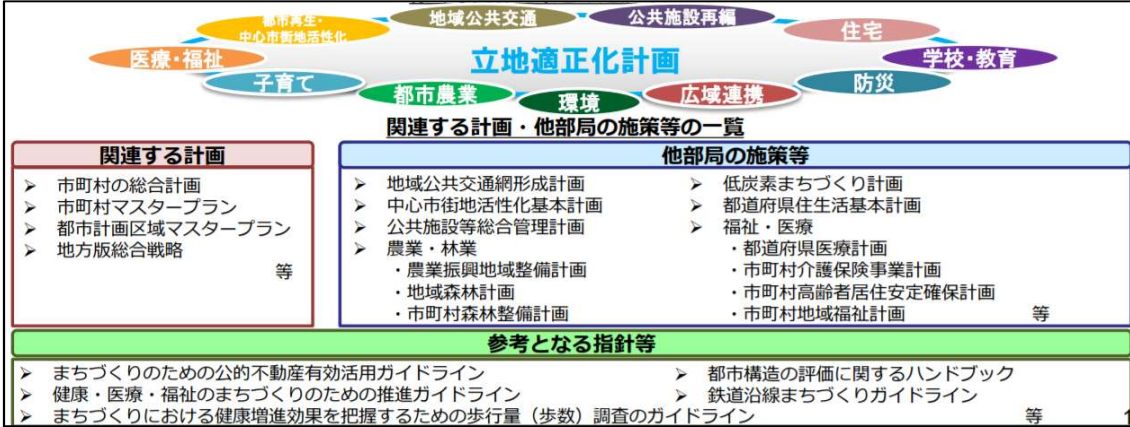 都市再生・
中心市街地活性化
地域公共交通
公共施設再編
住宅
医療・福祉
立地適正化計画
学校・教育
子育て
都市農業
環境
広域連携
防災
関連する計画・他部局の施策等の一覧
関連する計画
➢ 市町村の総合計画
➢ 市町村マスタープラン
➢ 都市計画区域マスタープラン
➢ 地方版総合戦略
等
他部局の施策等
➢ 地域公共交通網形成計画
➢ 中心市街地活性化基本計画
➢ 公共施設等総合管理計画
➢ 農業・林業
・農業振興地域整備計画
・地域森林計画
・市町村森林整備計画
➢ 低炭素まちづくり計画
➢ 都道府県住生活基本計画
➢ 福祉・医療
・都道府県医療計画
・市町村介護保険事業計画
・市町村高齢者居住安定確保計画
・市町村地域福祉計画
等
参考となる指針等
➢ まちづくりのための公的不動産有効活用ガイドライン
➢ 健康・医療・福祉のまちづくりのための推進ガイドライン
➢ まちづくりにおける健康増進効果を把握するための歩行量（歩数）調査のガイドライン
➢ 都市構造の評価に関するハンドブック
➢ 鉄道沿線まちづくりガイドライン
等